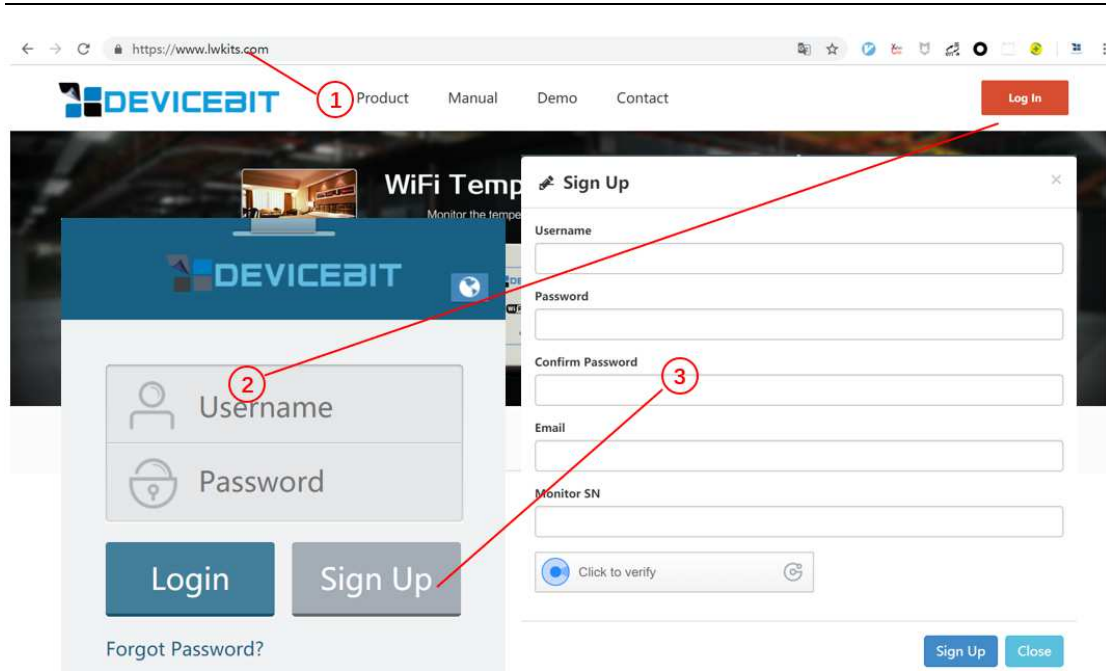 https://www.lwkits.com
DEVICEBIT
1
Product
Manual
Demo
Contact
Log In
WiFi Temp
Monitor the tempe
DEVICEBIT
2
Username
Password
Login
Sign Up
Forgot Password?
Sign Up
Username
Password
Confirm Password
3
Email
Monitor SN
Click to verify
Sign Up
Close